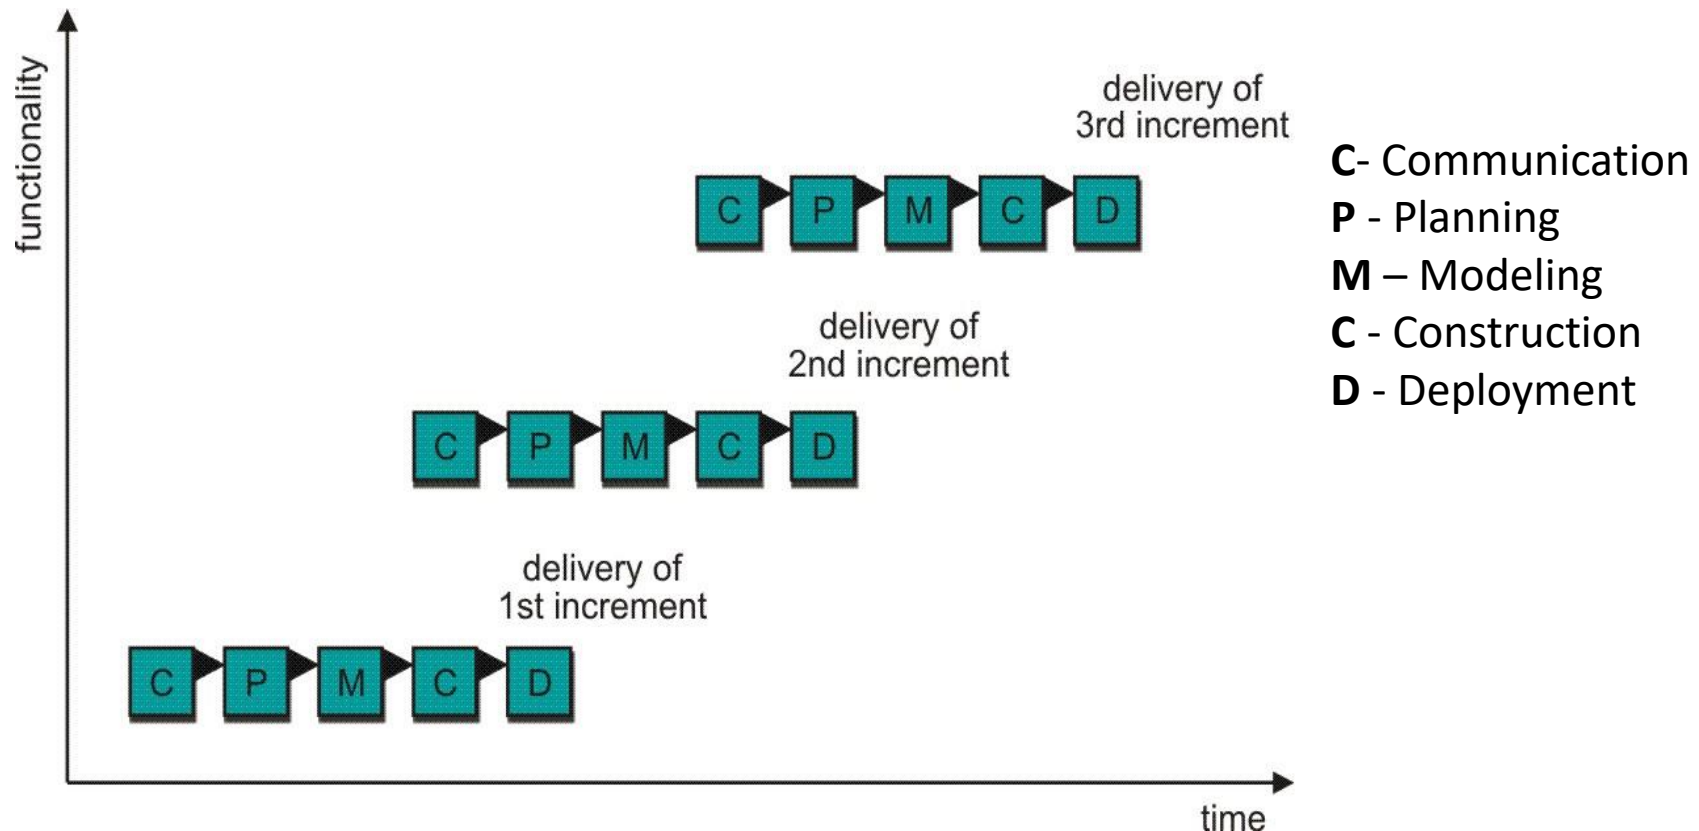 functionality
delivery of
3rd increment
C P M C D
delivery of
2nd increment
C P M C D
delivery of
1st increment
C P M C D
time
C- Communication
P - Planning
M – Modeling
C - Construction
D - Deployment